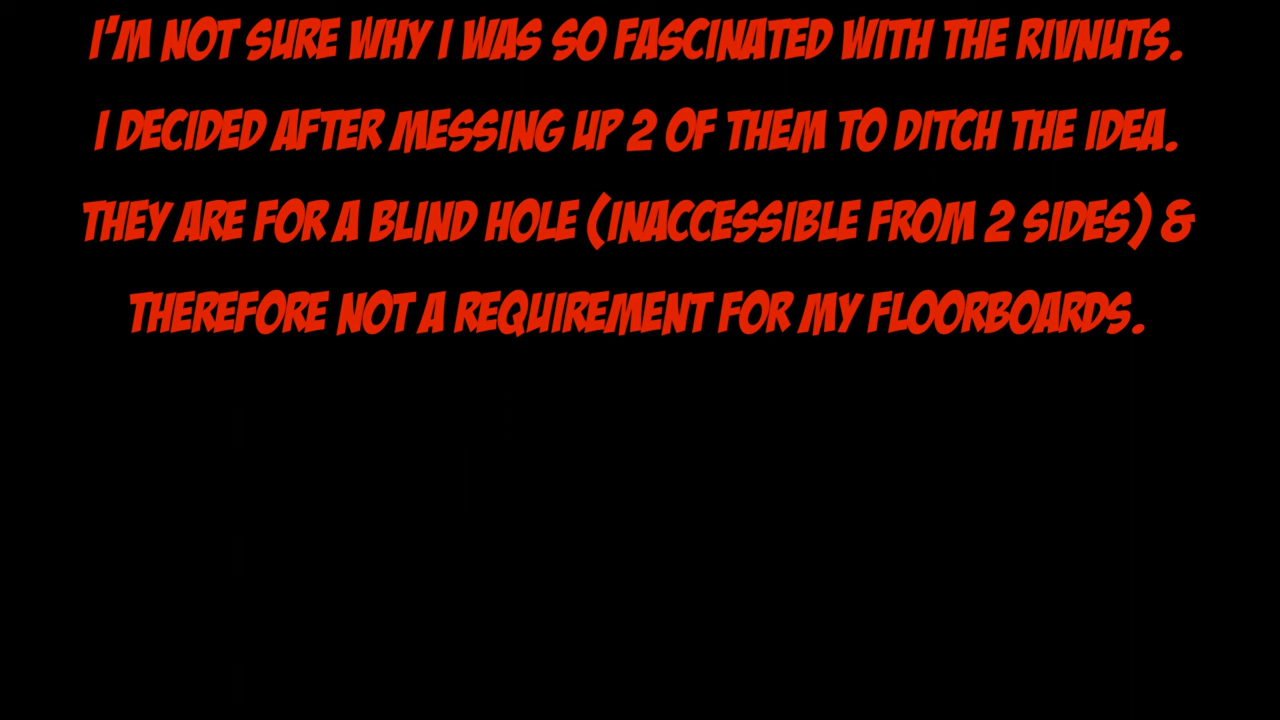 I'M NOT SURE WHY I WAS SO FASCINATED WITH THE RIVNUTS.
I DECIDED AFTER MESSING UP 2 OF THEM TO DITCH THE IDEA.
THEY ARE FOR A BLIND HOLE (INACCESSIBLE FROM 2 SIDES) &
THEREFORE NOT A REQUIREMENT FOR MY FLOORBOARDS.